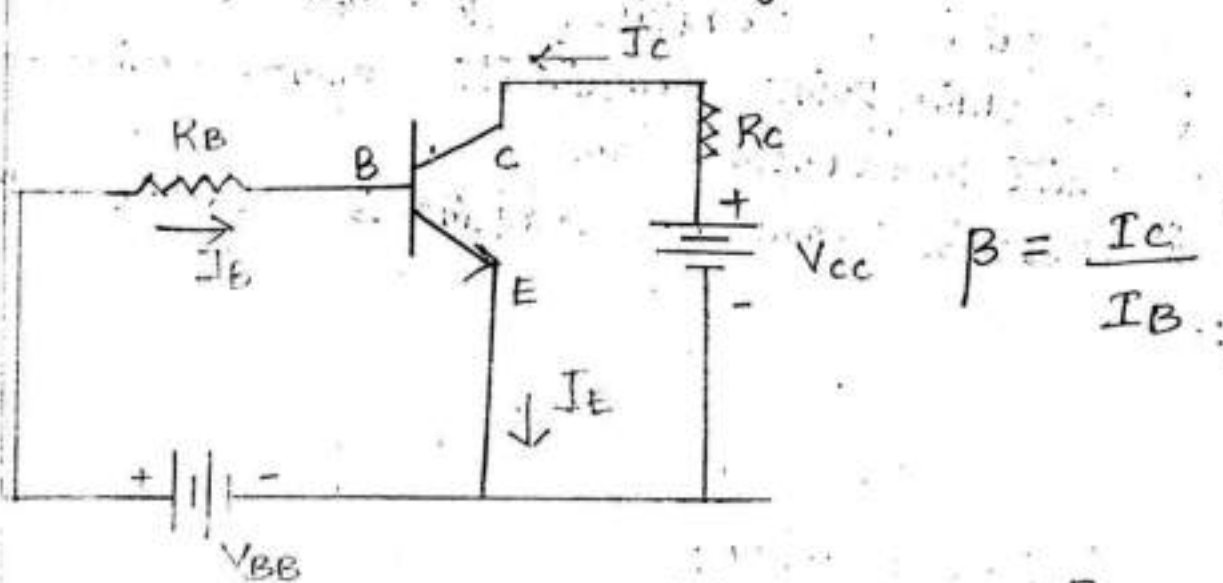 IC
RB
RC
B
C
+
VCC
β = IC / IB
IB
E
-
IE
+ -
VBB